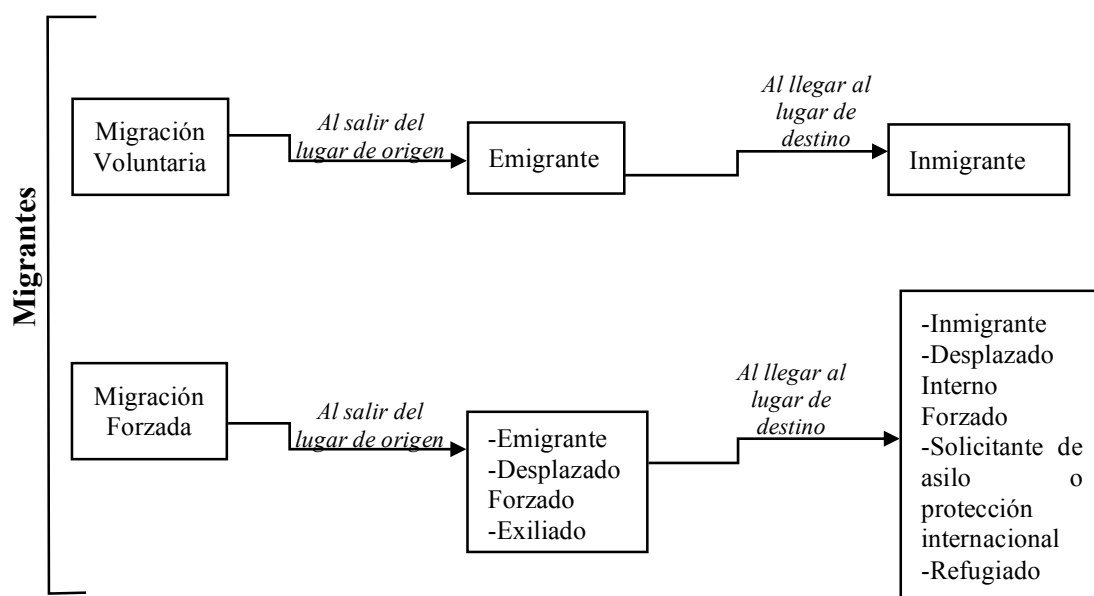 Migrantes
Migración
Voluntaria
Al salir del
lugar de origen
Emigrante
Al llegar al
lugar de
destino
Inmigrante
Migración
Forzada
Al salir del
lugar de origen
-Emigrante
-Desplazado
Forzado
-Exiliado
Al llegar al
lugar de
destino
-Inmigrante
-Desplazado
Interno
Forzado
-Solicitante de
asilo o
protección
internacional
-Refugiado